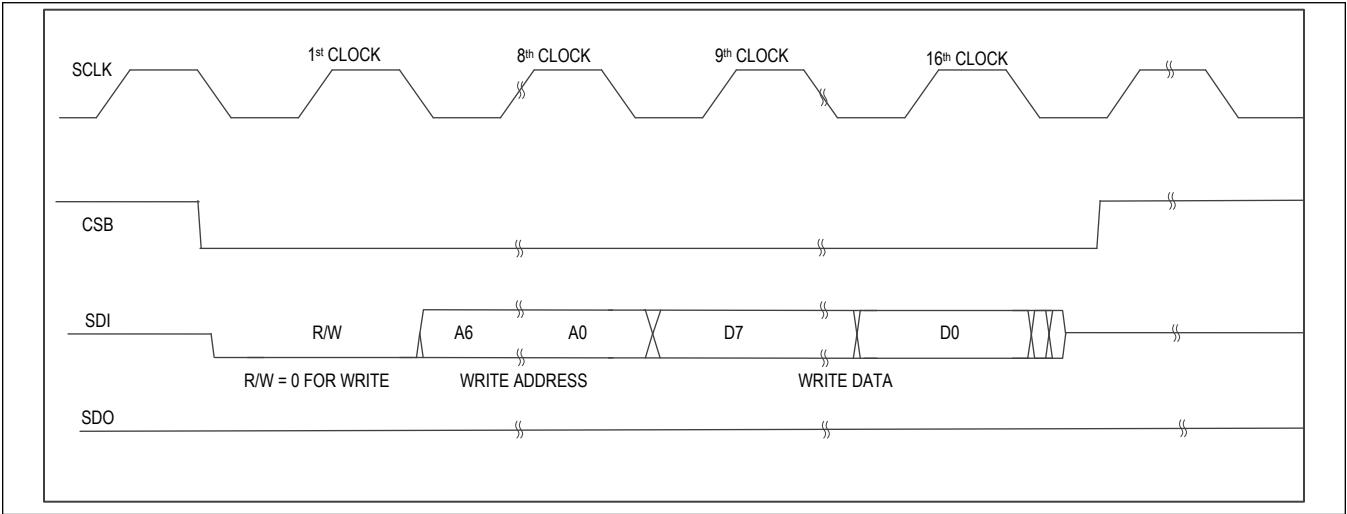 1st CLOCK 8th CLOCK 9th CLOCK 16th CLOCK
SCLK
CSB
SDI R/W A6 A0 D7 D0
R/W = 0 FOR WRITE WRITE ADDRESS WRITE DATA
SDO